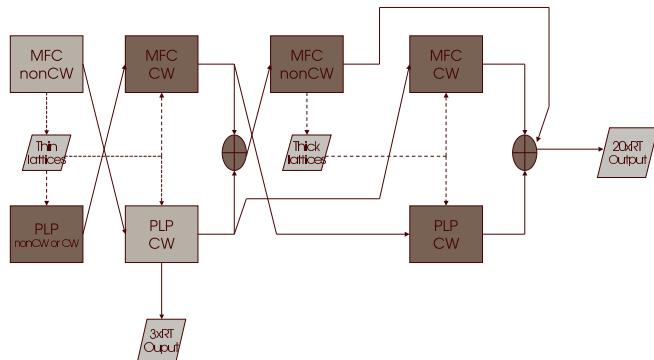 MFC
nonCW
MFC
CW
MFC
nonCW
MFC
CW
Thin
lattices
Thick
lattices
20xRT
Output
PLP
nonCW or CW
PLP
CW
PLP
CW
3xRT
Ouput